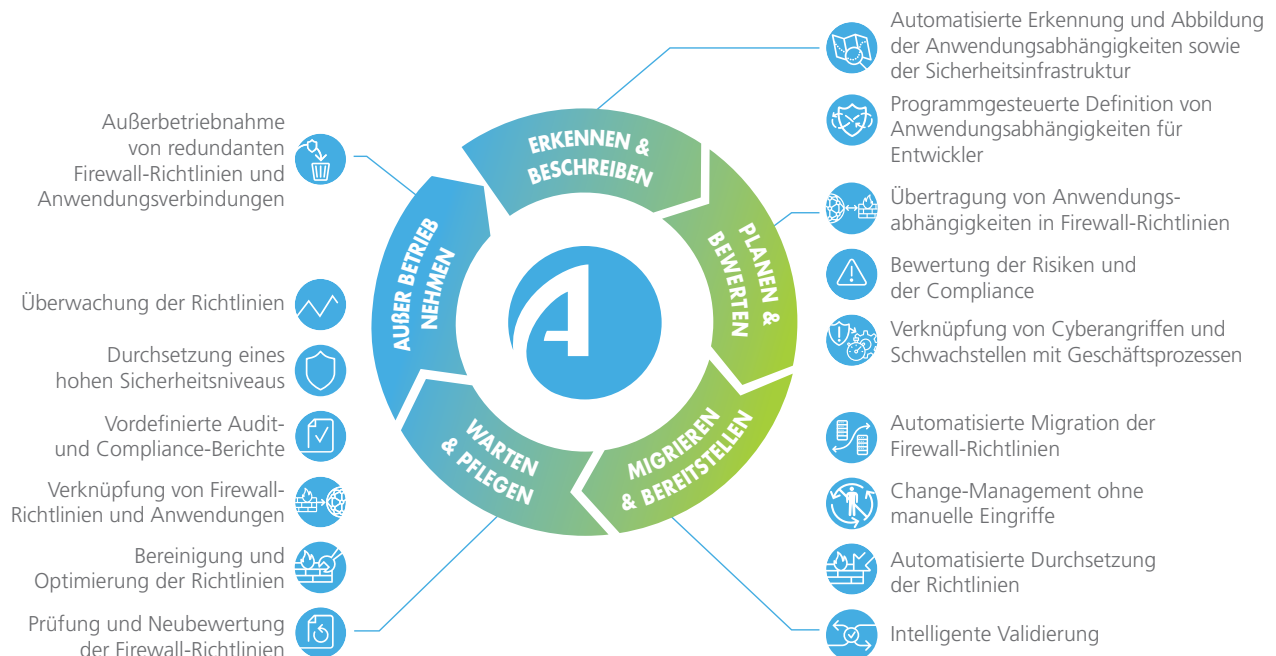 Automatisierte Erkennung und Abbildung
der Anwendungsabhängigkeiten sowie
der Sicherheitsinfrastruktur
Programmgesteuerte Definition von
Anwendungsabhängigkeiten für
Entwickler
Übertragung von Anwendungs-
abhängigkeiten in Firewall-Richtlinien
Bewertung der Risiken und
der Compliance
Verknüpfung von Cyberangriffen und
Schwachstellen mit Geschäftsprozessen
Automatisierte Migration der
Firewall-Richtlinien
Change-Management ohne
manuelle Eingriffe
Automatisierte Durchsetzung
der Richtlinien
Intelligente Validierung
Außerbetriebnahme
von redundanten
Firewall-Richtlinien und
Anwendungsverbindungen
Überwachung der Richtlinien
Durchsetzung eines
hohen Sicherheitsniveaus
Vordefinierte Audit-
und Compliance-Berichte
Verknüpfung von Firewall-
Richtlinien und Anwendungen
Bereinigung und
Optimierung der Richtlinien
Prüfung und Neubewertung
der Firewall-Richtlinien
ERKENNEN &
BESCHREIBEN
PLANEN &
BEWERTEN
MIGRIEREN
& BEREITSTELLEN
WARTEN
& PFLEGEN
AUßER BETRIEB
NEHMEN
A